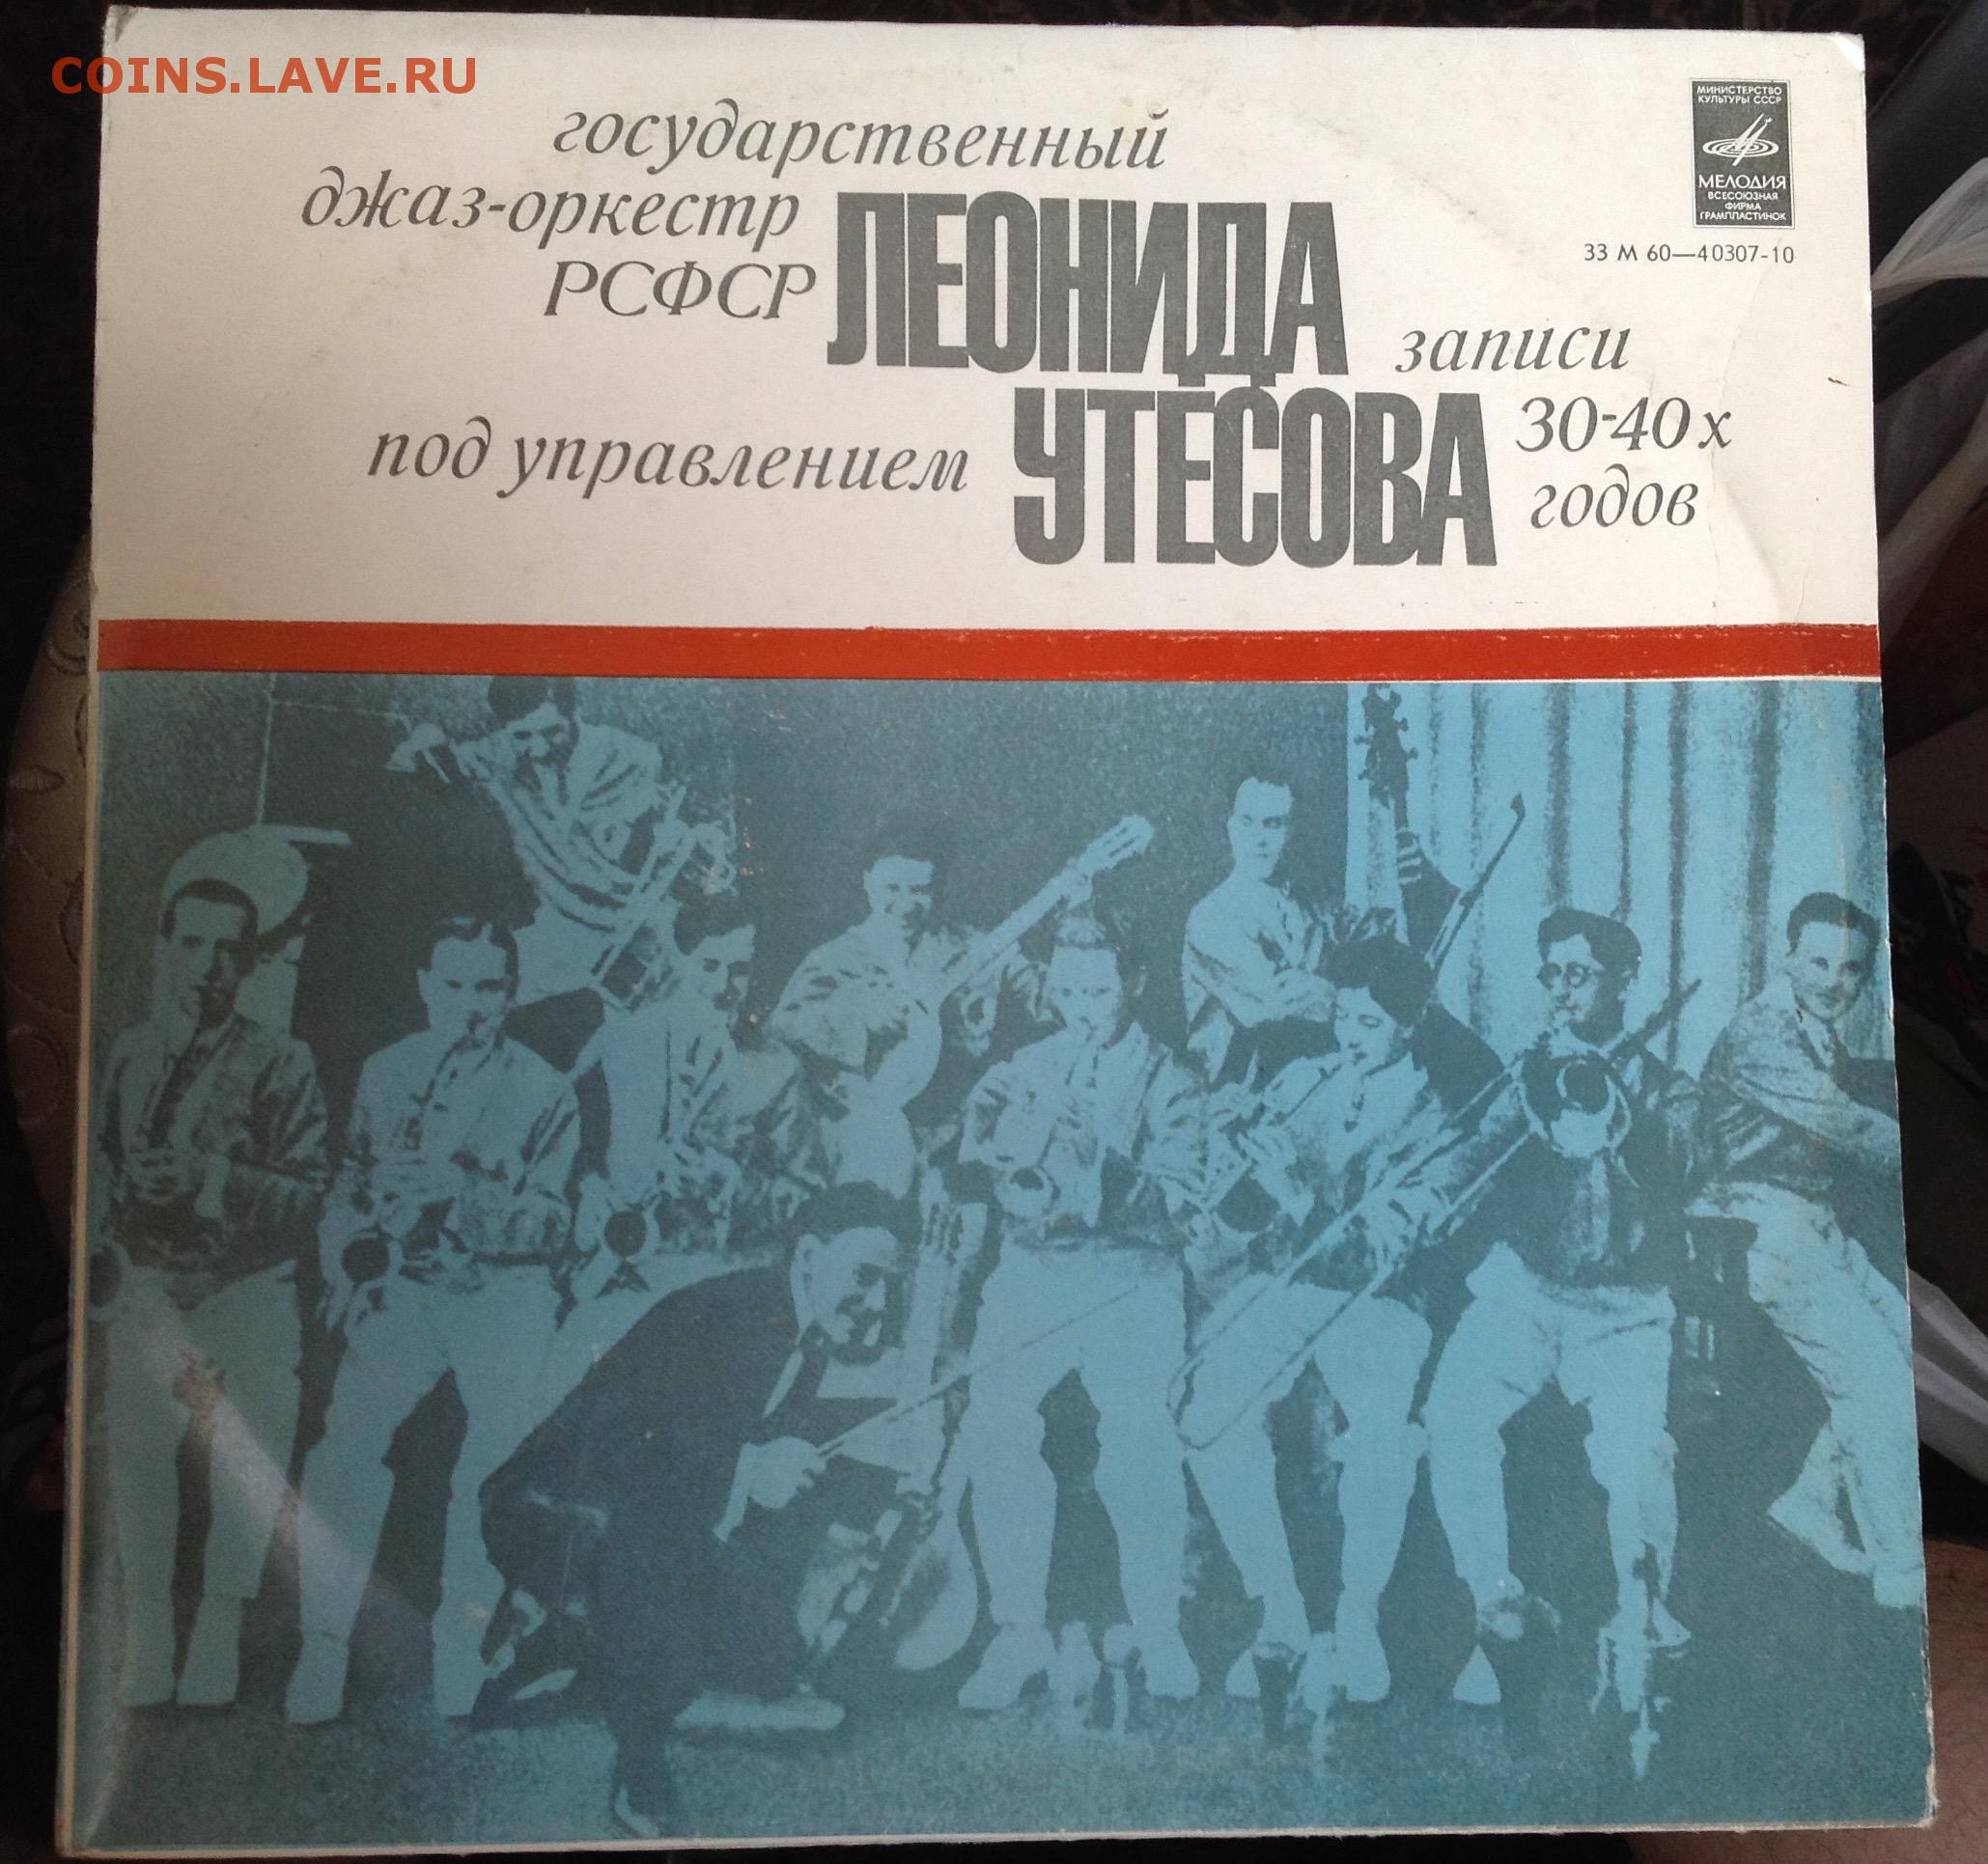 COINS.LAVE.RU
государственный
джаз-оркестр
РСФСР
ЛЕОНИДА
под управлением
УТЕСОВА
записи
30-40х
годов
МИНИСТЕРСТВО
КУЛЬТУРЫ СССР
МЕЛОДИЯ
ВСЕСОЮЗНАЯ
ФИРМА
ГРАМПЛАСТИНОК
33 М 60—40307-10